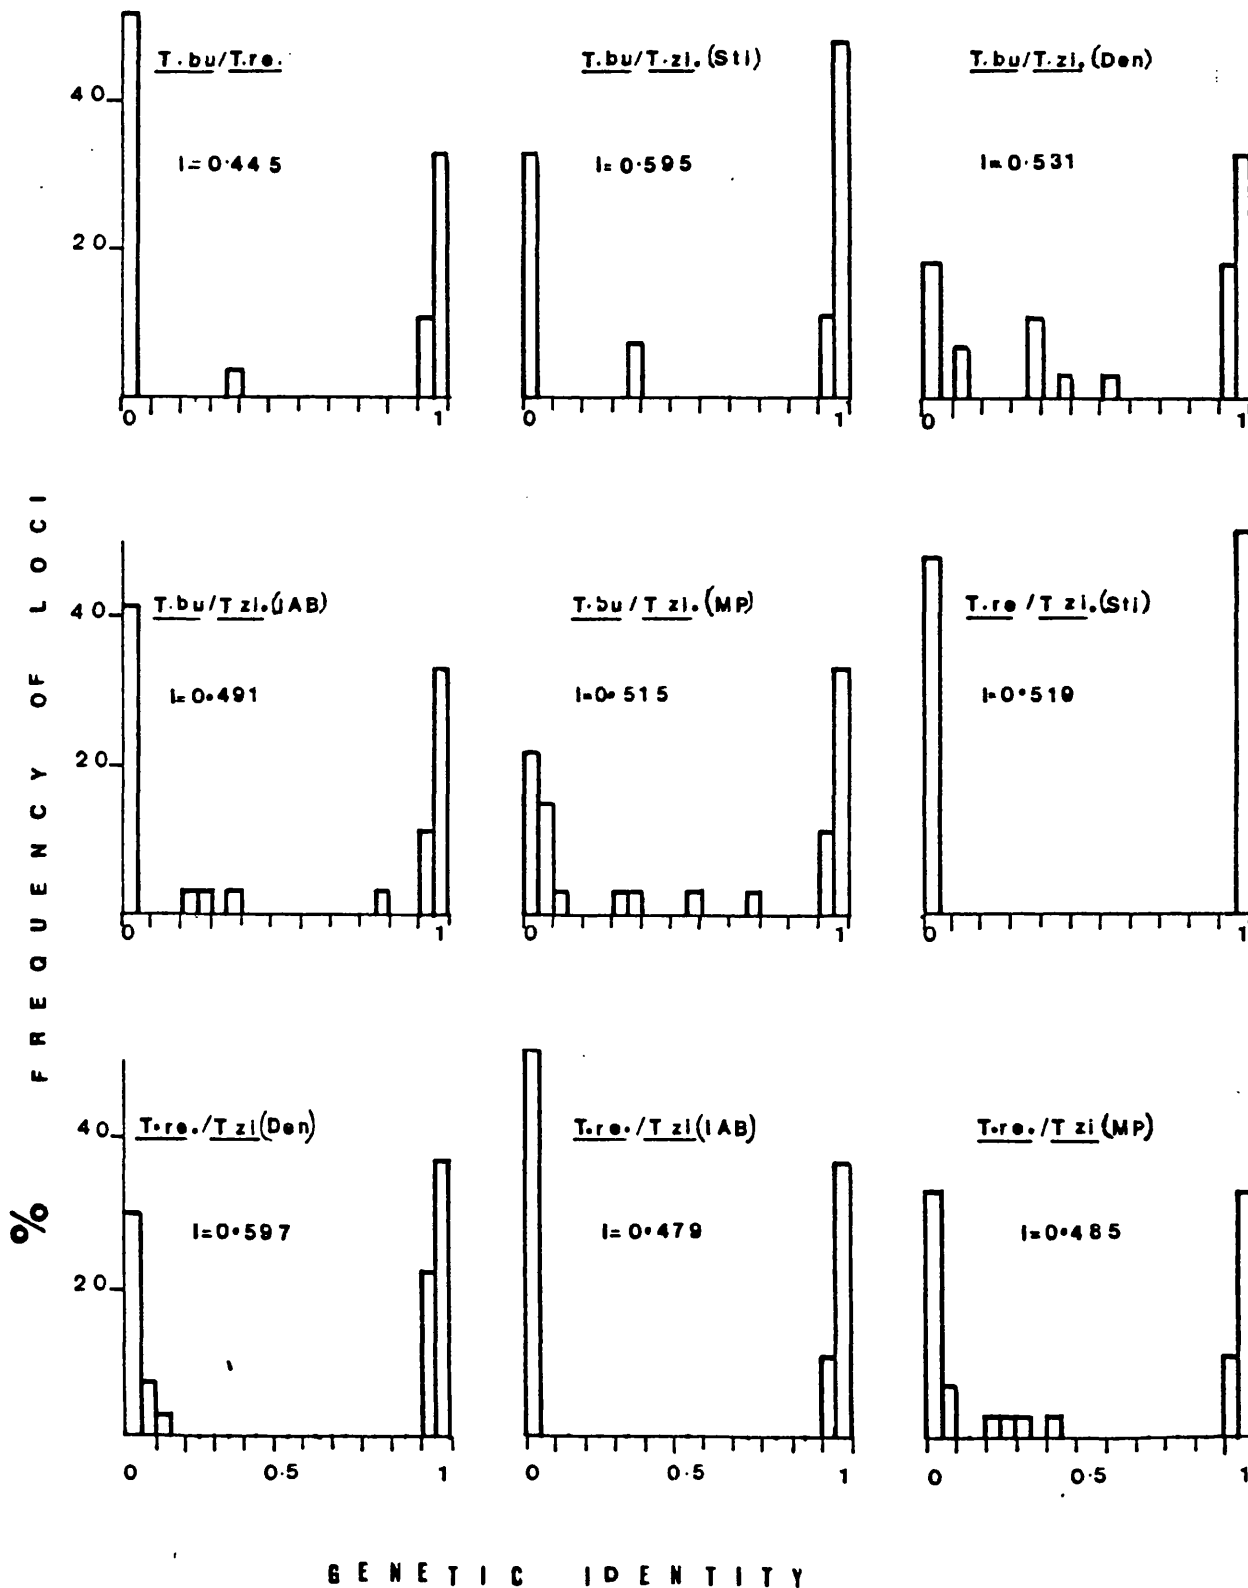 T.bu/T.re. T.bu/T.zi.(Sti) T.bu/T.zi.(Den)
40
I=0.445 I=0.595 I=0.531
20
0 1 0 1 0 1
T.bu/T zi.(IAB) T.bu/T zi.(MP) T.re/T zi.(Sti)
40
I=0.491 I=0.515 I=0.519
20
0 1 0 1 0 1
T.re./T zi(Den) T.re./T zi(IAB) T.re./T zi(MP)
40
I=0.597 I=0.479 I=0.485
20
0 0.5 1 0 0.5 1 0 0.5 1
% FREQUENCY OF LOCI
GENETIC IDENTITY